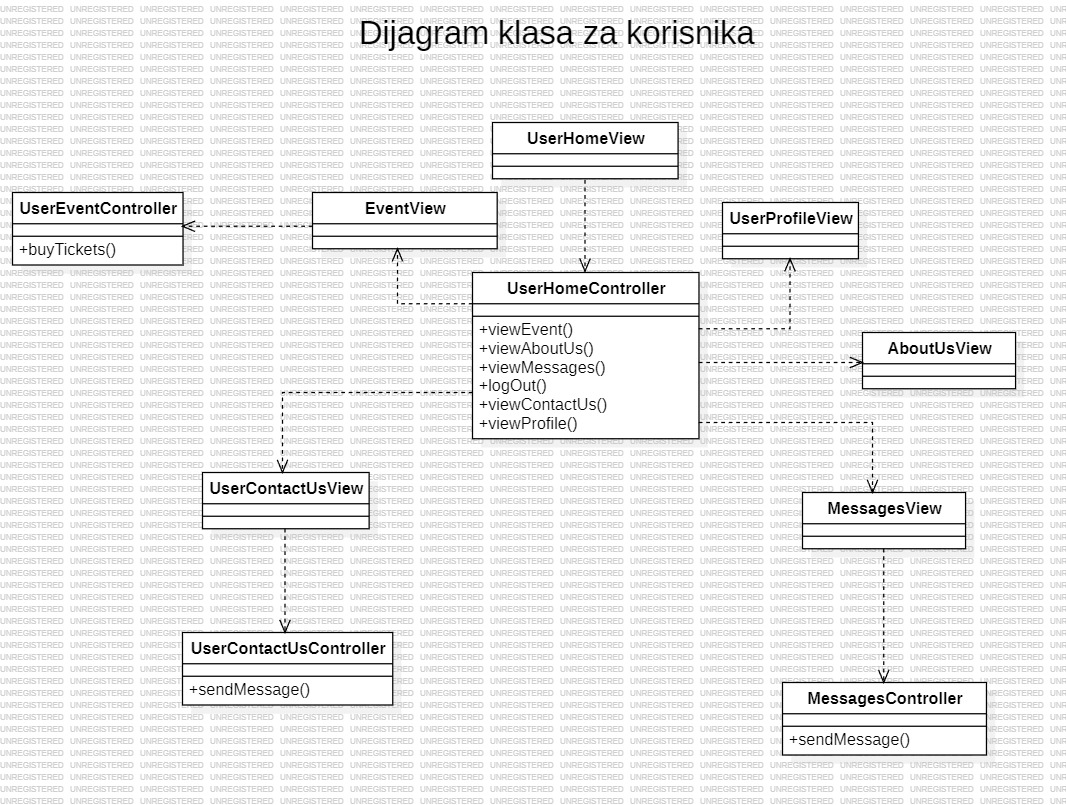 Dijagram klasa za korisnika
UserHomeView
UserEventController
+buyTickets()
EventView
UserProfileView
UserHomeController
+viewEvent()
+viewAboutUs()
+viewMessages()
+logOut()
+viewContactUs()
+viewProfile()
AboutUsView
UserContactUsView
MessagesView
UserContactUsController
+sendMessage()
MessagesController
+sendMessage()
UNREGISTERED